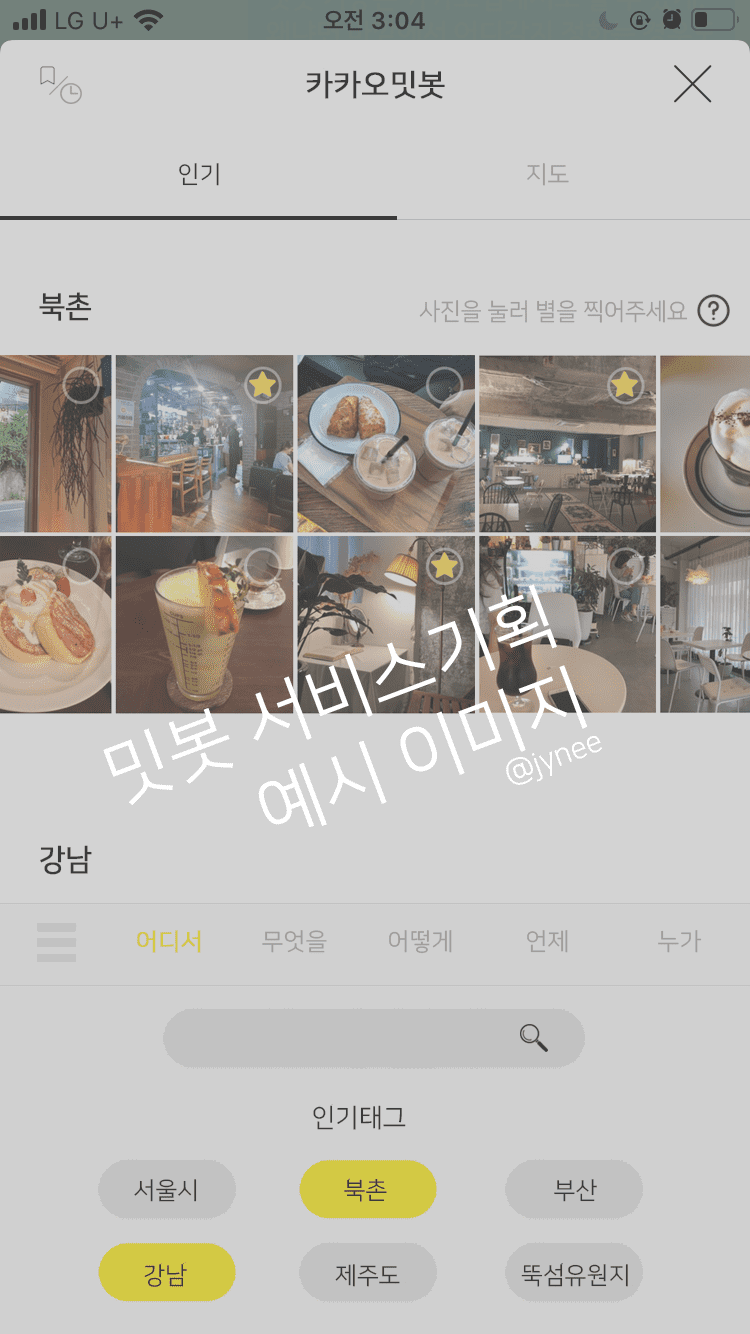 LG U+ 오전 3:04
카카오밋봇
인기 지도
북촌 사진을 눌러 별을 찍어주세요 ?
밋봇 서비스기획
예시 이미지
@jynee
강남
어디서 무엇을 어떻게 언제 누가
인기태그
서울시 북촌 부산
강남 제주도 뚝섬유원지